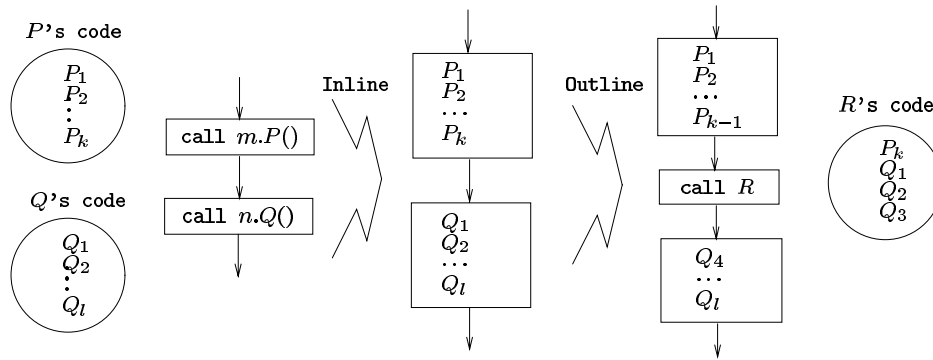 P's code
P₁
P₂
⋮
Pₖ
Q's code
Q₁
Q₂
⋮
Qₗ
call m.P()
call n.Q()
Inline
P₁
P₂
...
Pₖ
Q₁
Q₂
...
Qₗ
Outline
P₁
P₂
...
Pₖ₋₁
call R
Q₄
...
Qₗ
R's code
Pₖ
Q₁
Q₂
Q₃